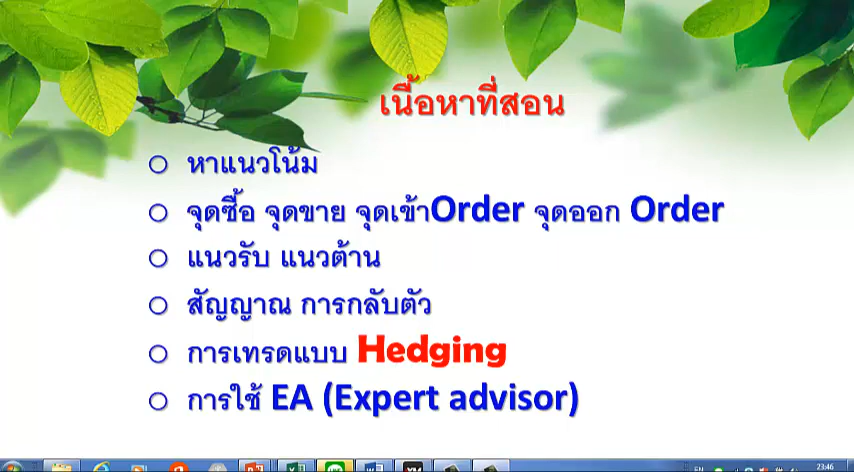 เนื้อหาที่สอน
หาแนวโน้ม
จุดซื้อ จุดขาย จุดเข้าOrder จุดออก Order
แนวรับ แนวต้าน
สัญญาณ การกลับตัว
การเทรดแบบ Hedging
การใช้ EA (Expert advisor)
EN 23:46